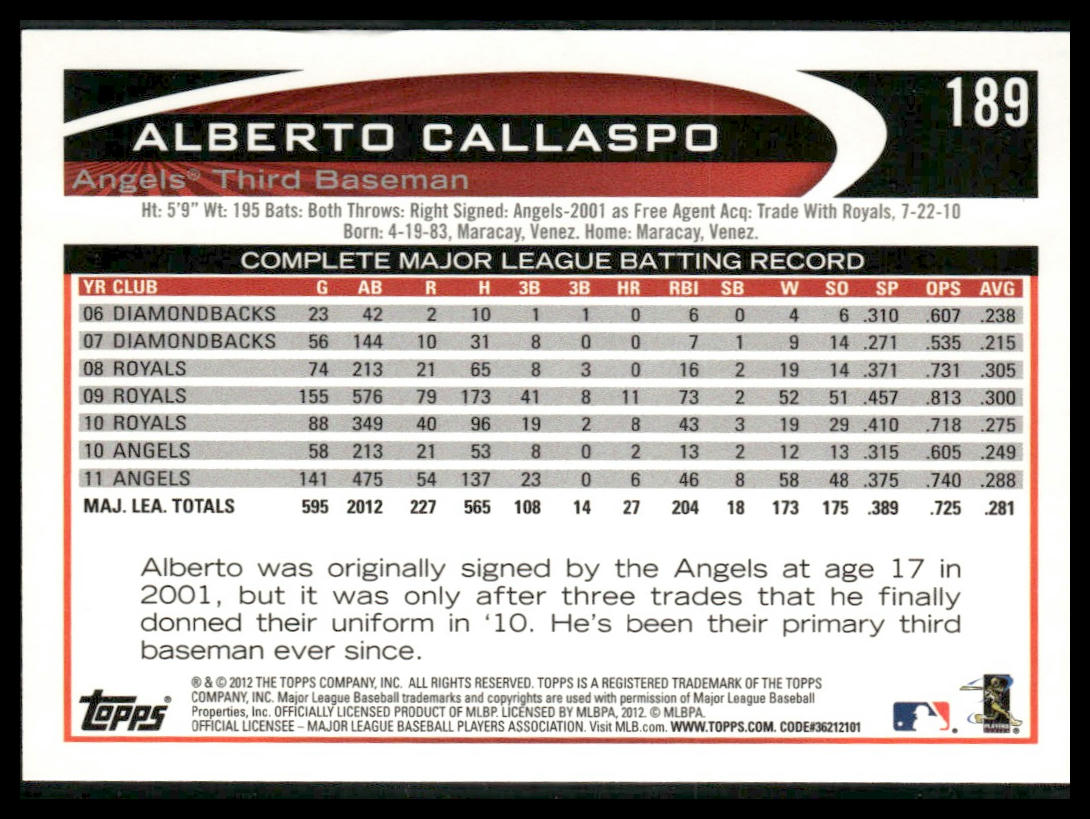 189
ALBERTO CALLASPO
Angels® Third Baseman
Ht: 5'9" Wt: 195 Bats: Both Throws: Right Signed: Angels-2001 as Free Agent Acq: Trade With Royals, 7-22-10
Born: 4-19-83, Maracay, Venez. Home: Maracay, Venez.
COMPLETE MAJOR LEAGUE BATTING RECORD
YR CLUB G AB R H 3B 3B HR RBI SB W SO SP OPS AVG
06 DIAMONDBACKS 23 42 2 10 1 1 0 6 0 4 6 .310 .607 .238
07 DIAMONDBACKS 56 144 10 31 8 0 0 7 1 9 14 .271 .535 .215
08 ROYALS 74 213 21 65 8 3 0 16 2 19 14 .371 .731 .305
09 ROYALS 155 576 79 173 41 8 11 73 2 52 51 .457 .813 .300
10 ROYALS 88 349 40 96 19 2 8 43 3 19 29 .410 .718 .275
10 ANGELS 58 213 21 53 8 0 2 13 2 12 13 .315 .605 .249
11 ANGELS 141 475 54 137 23 0 6 46 8 58 48 .375 .740 .288
MAJ. LEA. TOTALS 595 2012 227 565 108 14 27 204 18 173 175 .389 .725 .281
Alberto was originally signed by the Angels at age 17 in
2001, but it was only after three trades that he finally
donned their uniform in '10. He's been their primary third
baseman ever since.
® & © 2012 THE TOPPS COMPANY, INC. ALL RIGHTS RESERVED. TOPPS IS A REGISTERED TRADEMARK OF THE TOPPS
COMPANY, INC. Major League Baseball trademarks and copyrights are used with permission of Major League Baseball
Properties, Inc. OFFICIALLY LICENSED PRODUCT OF MLBP. LICENSED BY MLBPA, 2012. © MLBPA.
OFFICIAL LICENSEE – MAJOR LEAGUE BASEBALL PLAYERS ASSOCIATION. Visit MLB.com. WWW.TOPPS.COM. CODE#36212101
TOPPS®